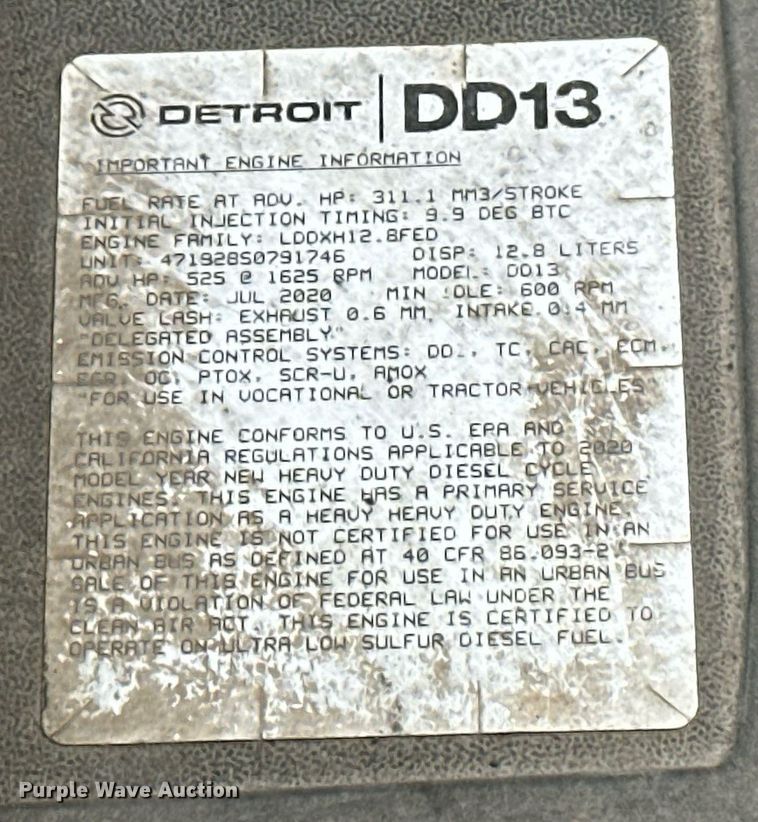 DETROIT | DD13
IMPORTANT ENGINE INFORMATION
FUEL RATE AT ADV. HP: 311.1 MM3/STROKE
INITIAL INJECTION TIMING: 9.9 DEG BTC
ENGINE FAMILY: LDDXH12.8FED
UNIT: 471928S0791746 DISP: 12.8 LITERS
ADV HP: 525 @ 1625 RPM MODEL: DD13
MFG. DATE: JUL 2020 MIN IDLE: 600 RPM
VALVE LASH: EXHAUST 0.6 MM, INTAKE 0.4 MM
"DELEGATED ASSEMBLY"
EMISSION CONTROL SYSTEMS: DDI, TC, CAC, ECM,
EGR, OC, PTOX, SCR-U, AMOX
"FOR USE IN VOCATIONAL OR TRACTOR VEHICLES"
THIS ENGINE CONFORMS TO U.S. EPA AND
CALIFORNIA REGULATIONS APPLICABLE TO 2020
MODEL YEAR NEW HEAVY DUTY DIESEL CYCLE
ENGINES. THIS ENGINE HAS A PRIMARY SERVICE
APPLICATION AS A HEAVY HEAVY DUTY ENGINE.
THIS ENGINE IS NOT CERTIFIED FOR USE IN AN
URBAN BUS AS DEFINED AT 40 CFR 86.093-2.
SALE OF THIS ENGINE FOR USE IN AN URBAN BUS
IS A VIOLATION OF FEDERAL LAW UNDER THE
CLEAN AIR ACT. THIS ENGINE IS CERTIFIED TO
OPERATE ON ULTRA LOW SULFUR DIESEL FUEL.
Purple Wave Auction